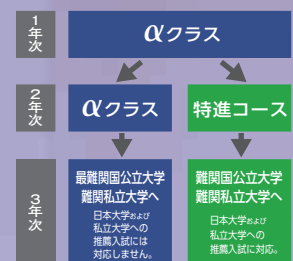 1年次
αクラス
2年次
αクラス
特進コース
3年次
最難関国公立大学
難関私立大学へ
日本大学および
私立大学への
推薦入試には
対応しません。
難関国公立大学
難関私立大学へ
日本大学および
私立大学への
推薦入試に対応。